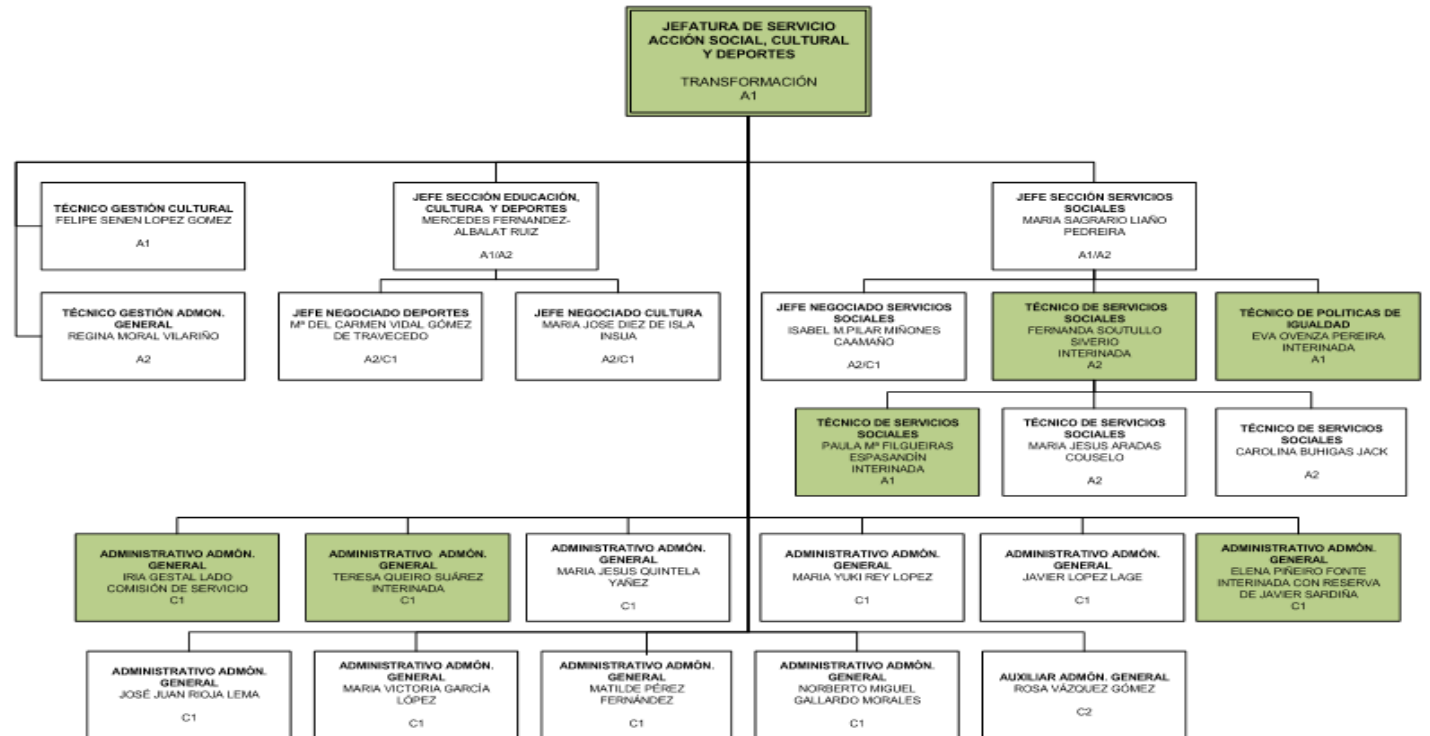 JEFATURA DE SERVICIO
ACCIÓN SOCIAL, CULTURAL
Y DEPORTES
TRANSFORMACIÓN
A1
TÉCNICO GESTIÓN CULTURAL
FELIPE SENEN LOPEZ GOMEZ
A1
JEFE SECCIÓN EDUCACIÓN,
CULTURA Y DEPORTES
MERCEDES FERNANDEZ-
ALBALAT RUIZ
A1/A2
JEFE SECCIÓN SERVICIOS
SOCIALES
MARIA SAGRARIO LIAÑO
PEDREIRA
A1/A2
TÉCNICO GESTIÓN ADMON.
GENERAL
REGINA MORAL VILARIÑO
A2
JEFE NEGOCIADO DEPORTES
Mª DEL CARMEN VIDAL GÓMEZ
DE TRAVECEDO
A2/C1
JEFE NEGOCIADO CULTURA
MARIA JOSE DIEZ DE ISLA
INSUA
A2/C1
JEFE NEGOCIADO SERVICIOS
SOCIALES
ISABEL M.PILAR MIÑONES
CAAMAÑO
A2/C1
TÉCNICO DE SERVICIOS
SOCIALES
FERNANDA SOUTULLO
SIVERIO
INTERINADA
A2
TÉCNICO DE POLITICAS DE
IGUALDAD
EVA OVENZA PEREIRA
INTERINADA
A1
TÉCNICO DE SERVICIOS
SOCIALES
PAULA Mª FILGUEIRAS
ESPASANDÍN
INTERINADA
A1
TÉCNICO DE SERVICIOS
SOCIALES
MARIA JESUS ARADAS
COUSELO
A2
TÉCNICO DE SERVICIOS
SOCIALES
CAROLINA BUHIGAS JACK
A2
ADMINISTRATIVO ADMÓN.
GENERAL
IRIA GESTAL LADO
COMISIÓN DE SERVICIO
C1
ADMINISTRATIVO ADMÓN.
GENERAL
TERESA QUEIRO SUÁREZ
INTERINADA
C1
ADMINISTRATIVO ADMÓN.
GENERAL
MARIA JESUS QUINTELA
YAÑEZ
C1
ADMINISTRATIVO ADMÓN.
GENERAL
MARIA YUKI REY LOPEZ
C1
ADMINISTRATIVO ADMÓN.
GENERAL
JAVIER LOPEZ LAGE
C1
ADMINISTRATIVO ADMÓN.
GENERAL
ELENA PIÑEIRO FONTE
INTERINADA CON RESERVA
DE JAVIER SARDIÑA
C1
ADMINISTRATIVO ADMÓN.
GENERAL
JOSÉ JUAN RIOJA LEMA
C1
ADMINISTRATIVO ADMÓN.
GENERAL
MARIA VICTORIA GARCÍA
LÓPEZ
C1
ADMINISTRATIVO ADMÓN.
GENERAL
MATILDE PÉREZ
FERNÁNDEZ
C1
ADMINISTRATIVO ADMÓN.
GENERAL
NORBERTO MIGUEL
GALLARDO MORALES
C1
AUXILIAR ADMÓN. GENERAL
ROSA VÁZQUEZ GÓMEZ
C2